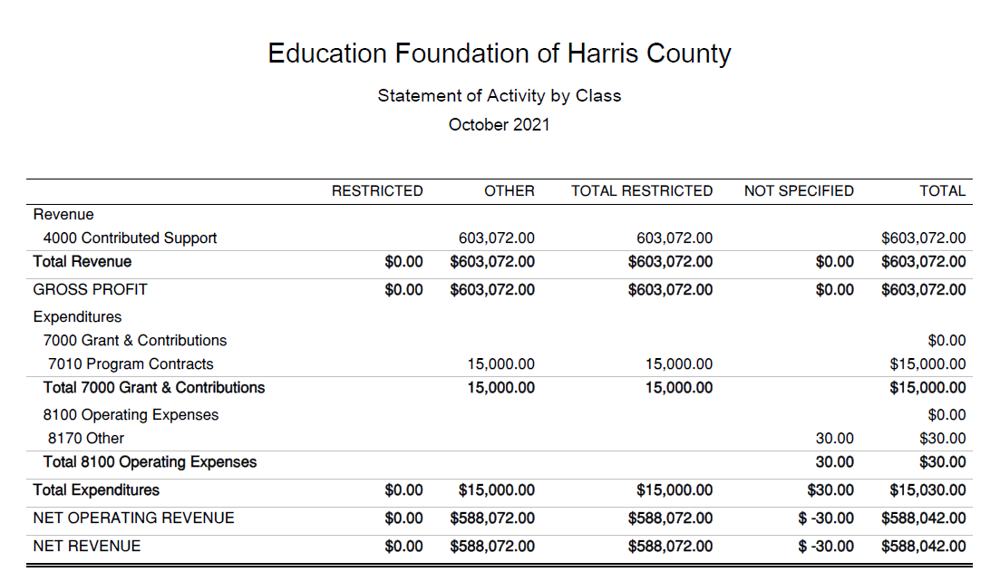 Education Foundation of Harris County
Statement of Activity by Class
October 2021
RESTRICTED OTHER TOTAL RESTRICTED NOT SPECIFIED TOTAL
Revenue
4000 Contributed Support 603,072.00 603,072.00 $603,072.00
Total Revenue $0.00 $603,072.00 $603,072.00 $0.00 $603,072.00
GROSS PROFIT $0.00 $603,072.00 $603,072.00 $0.00 $603,072.00
Expenditures
7000 Grant & Contributions $0.00
7010 Program Contracts 15,000.00 15,000.00 $15,000.00
Total 7000 Grant & Contributions 15,000.00 15,000.00 $15,000.00
8100 Operating Expenses $0.00
8170 Other 30.00 $30.00
Total 8100 Operating Expenses 30.00 $30.00
Total Expenditures $0.00 $15,000.00 $15,000.00 $30.00 $15,030.00
NET OPERATING REVENUE $0.00 $588,072.00 $588,072.00 $ -30.00 $588,042.00
NET REVENUE $0.00 $588,072.00 $588,072.00 $ -30.00 $588,042.00